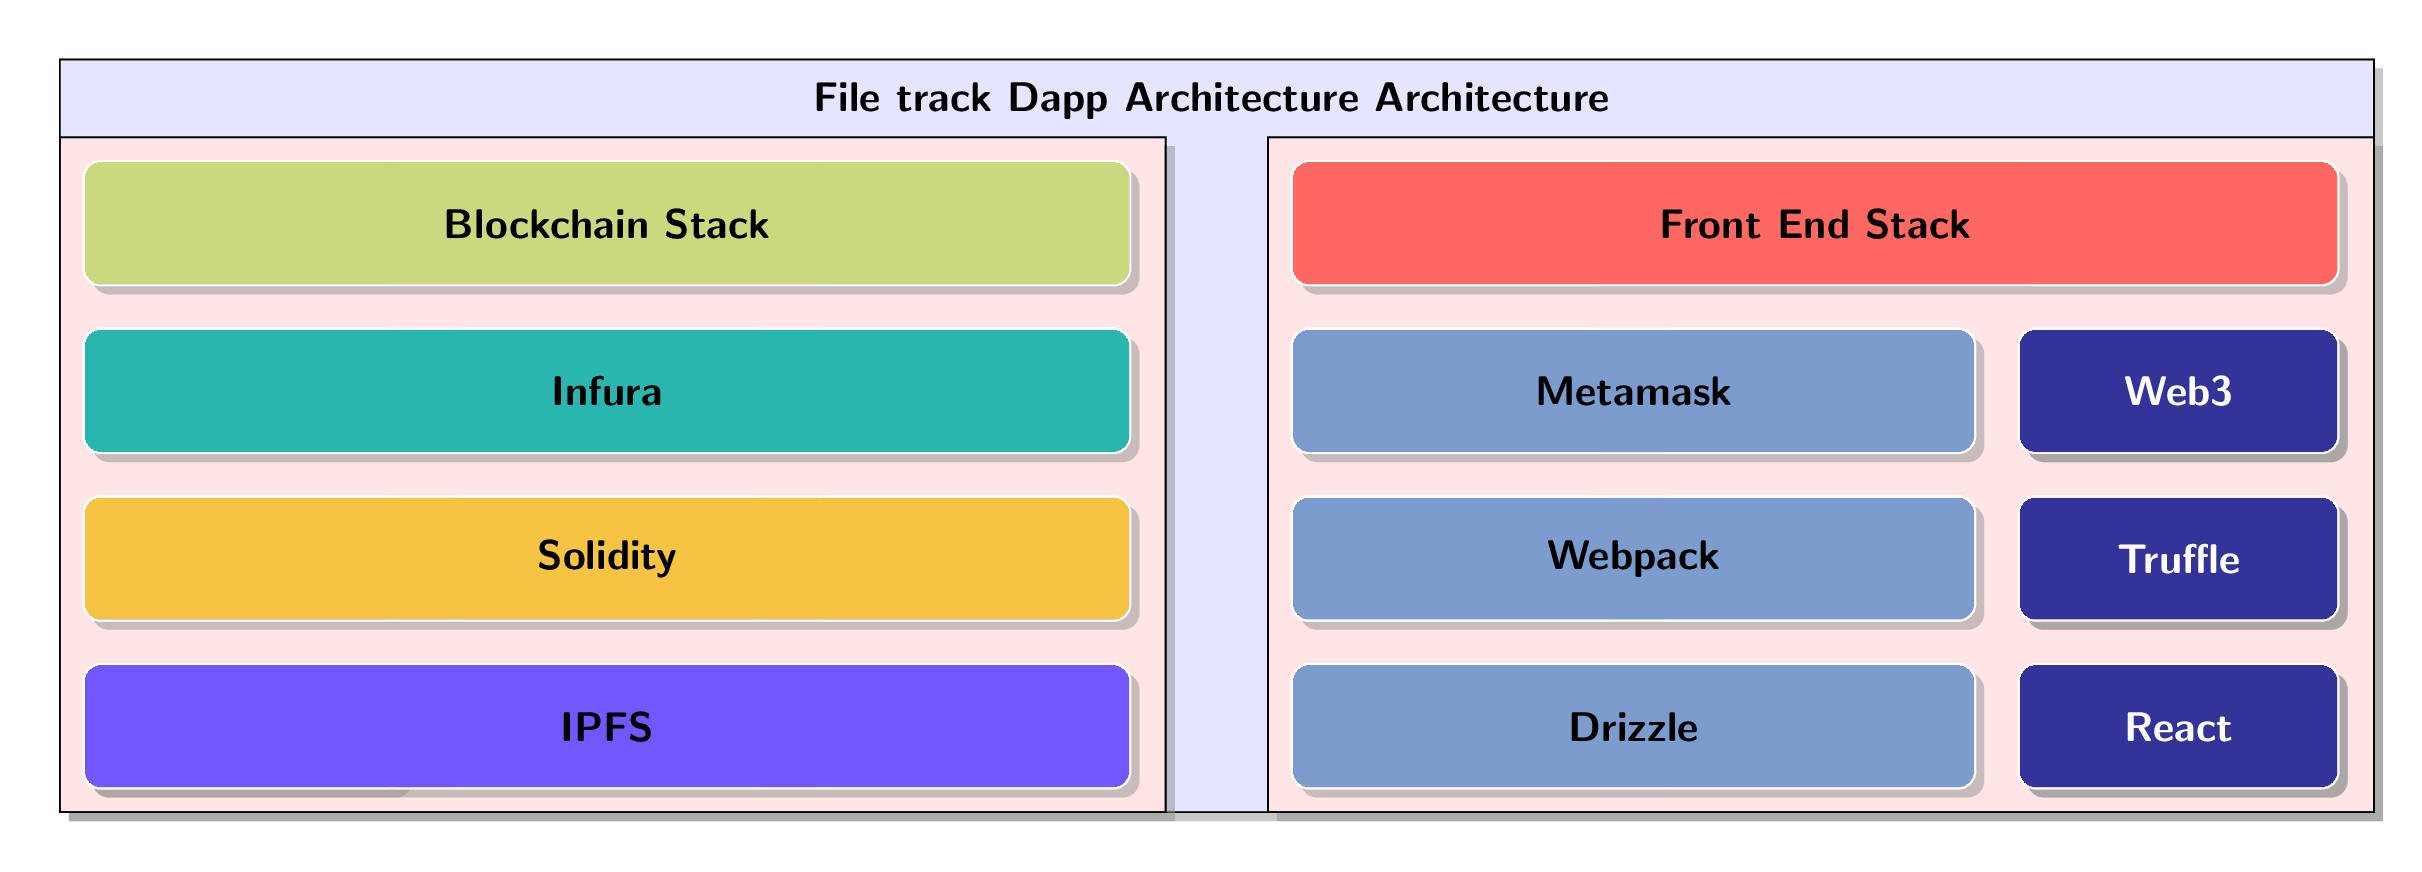 File track Dapp Architecture Architecture
Blockchain Stack
Infura
Solidity
IPFS
Front End Stack
Metamask
Web3
Webpack
Truffle
Drizzle
React